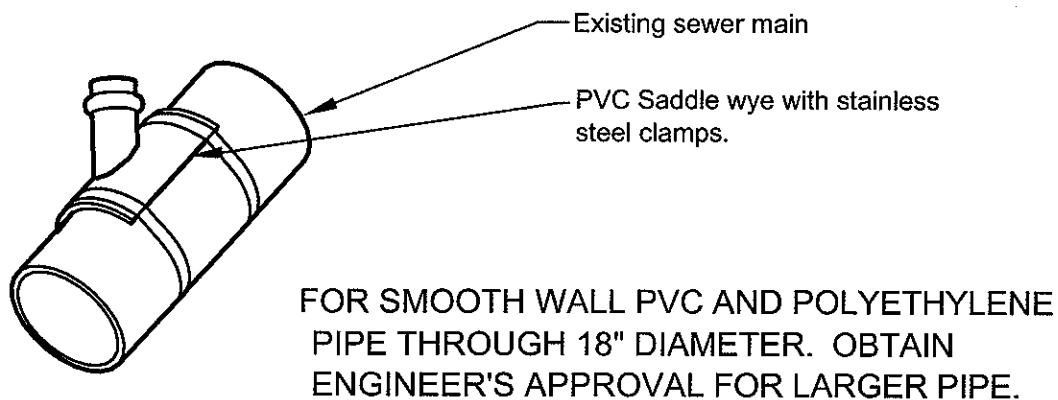 Existing sewer main
PVC Saddle wye with stainless
steel clamps.
FOR SMOOTH WALL PVC AND POLYETHYLENE
PIPE THROUGH 18" DIAMETER. OBTAIN
ENGINEER'S APPROVAL FOR LARGER PIPE.